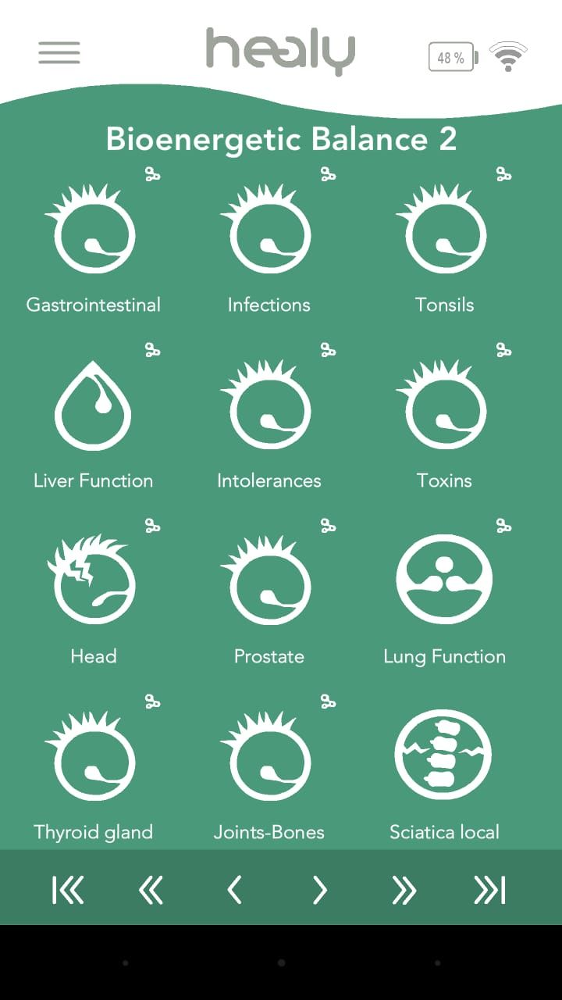 healy
48 %
Bioenergetic Balance 2
Gastrointestinal
Infections
Tonsils
Liver Function
Intolerances
Toxins
Head
Prostate
Lung Function
Thyroid gland
Joints-Bones
Sciatica local